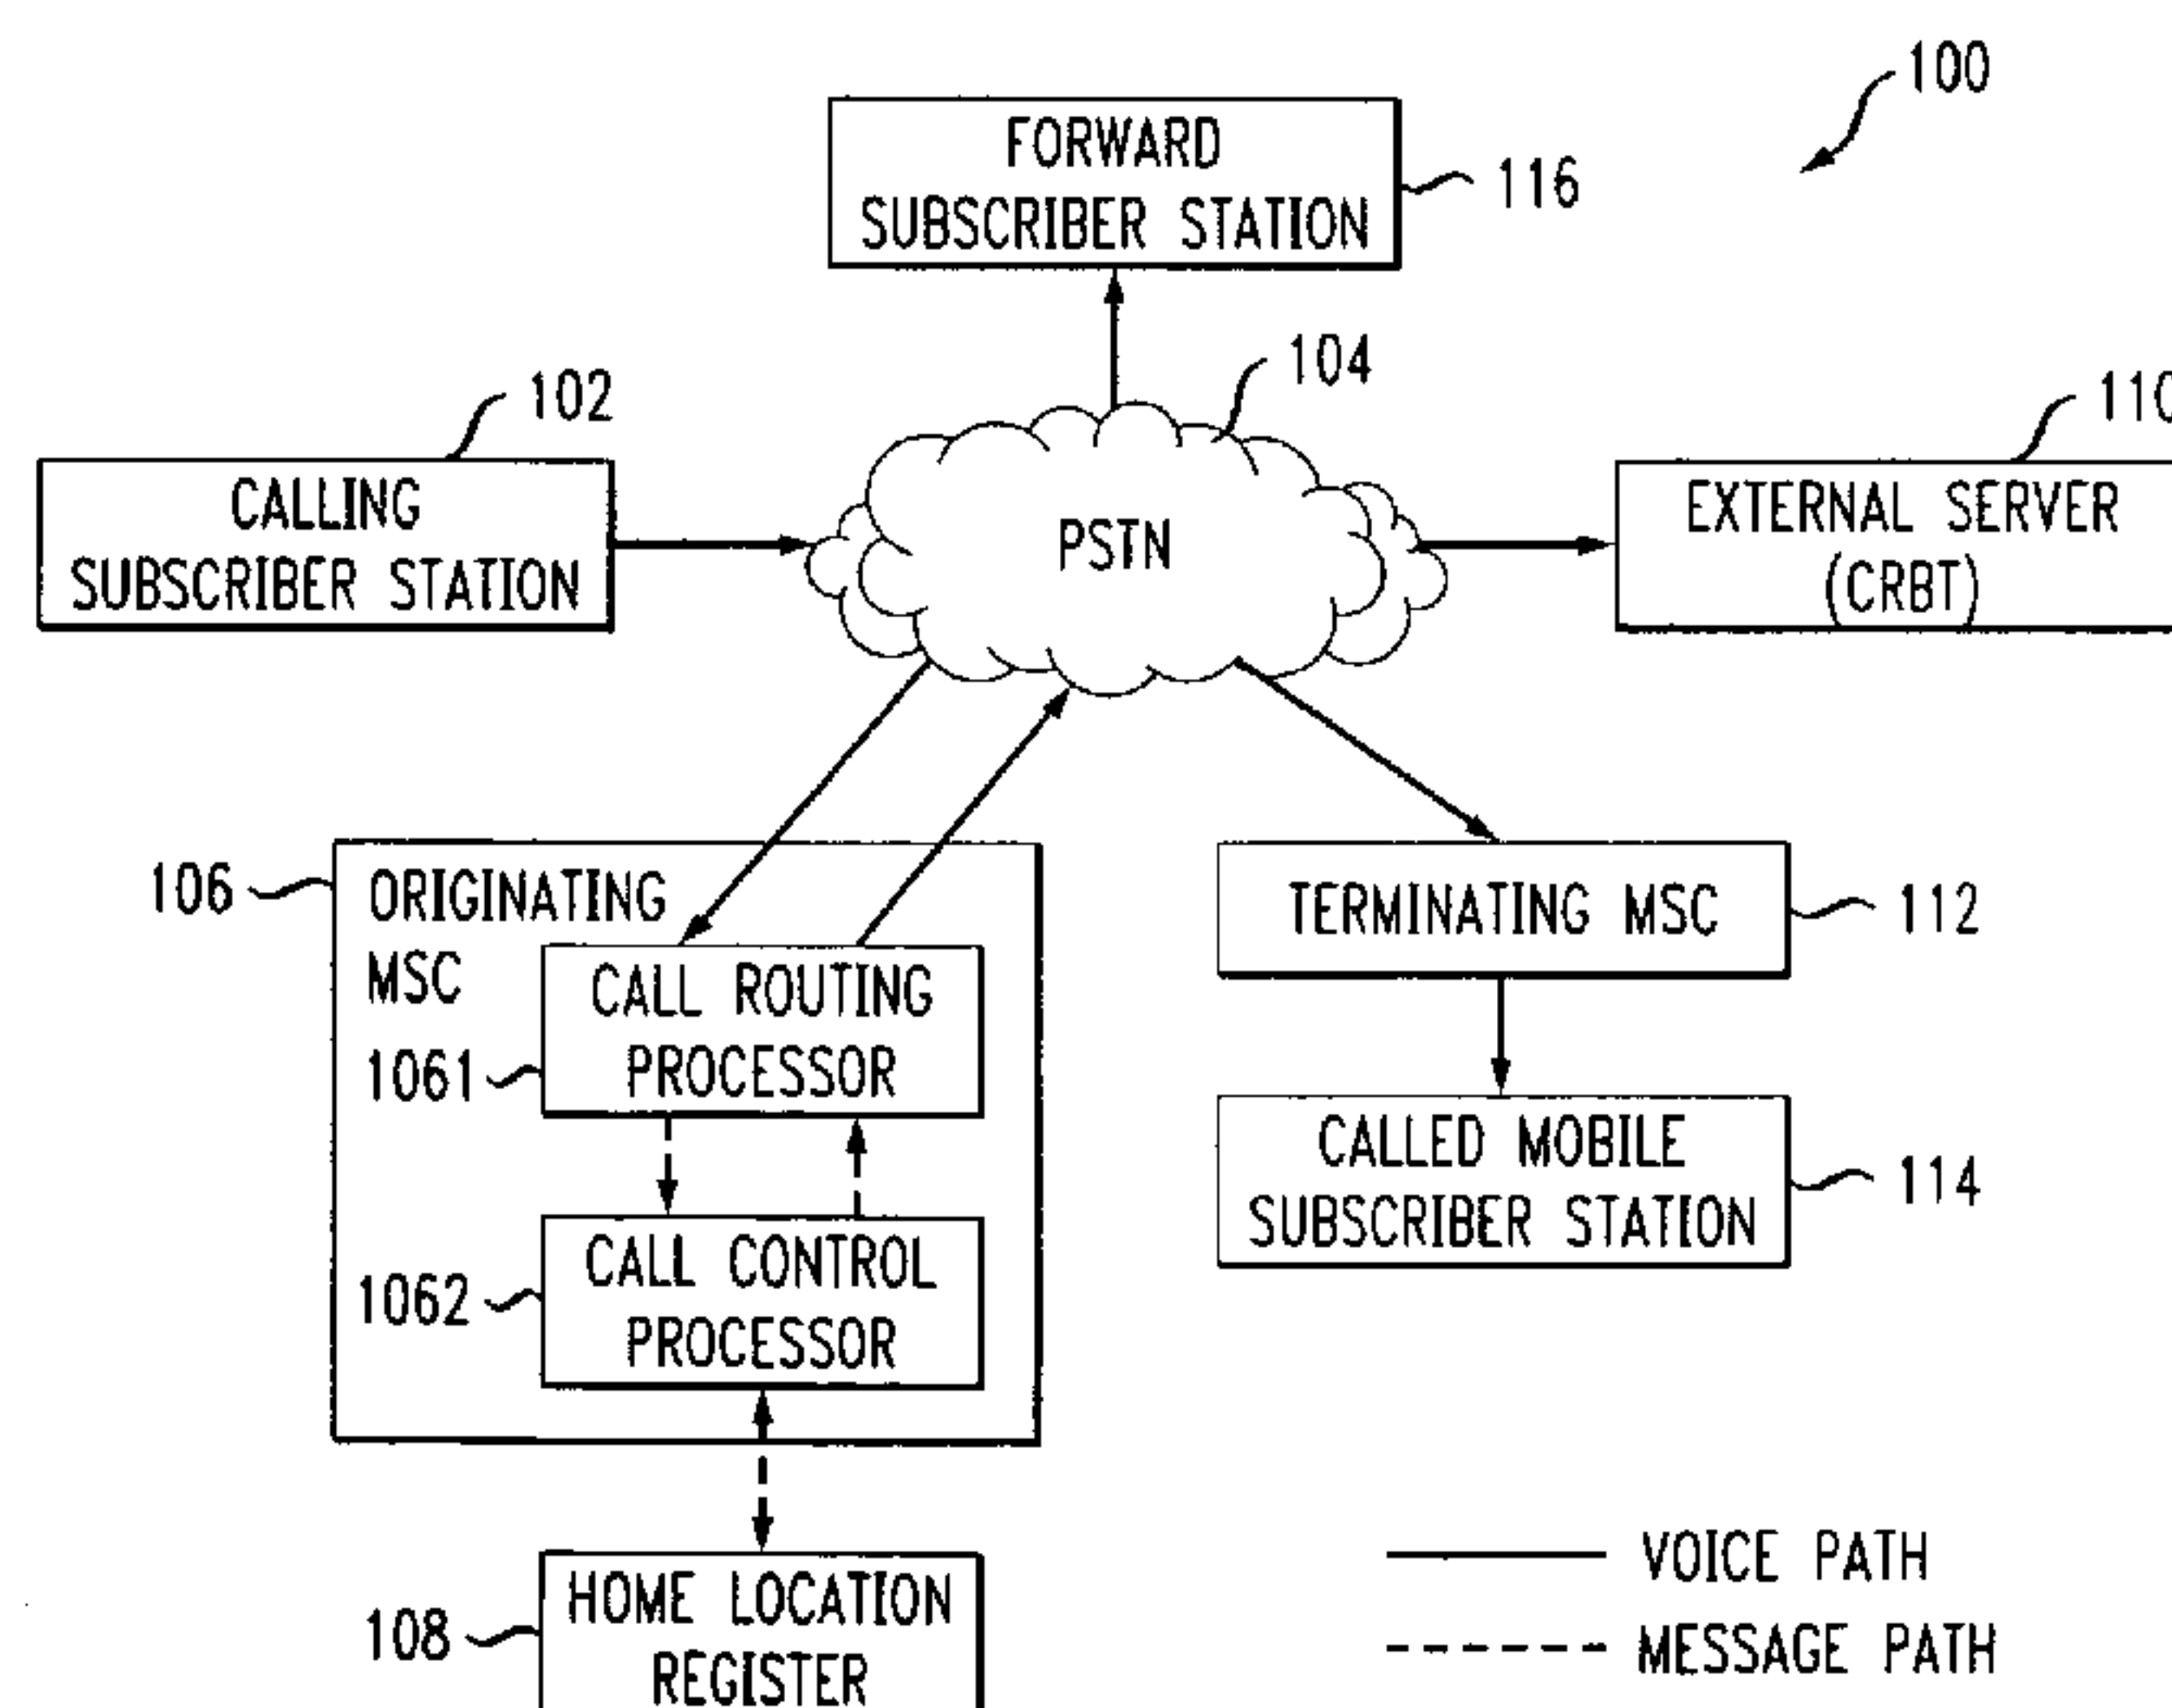 100
FORWARD
SUBSCRIBER STATION
116
104
102
110
CALLING
SUBSCRIBER STATION
PSTN
EXTERNAL SERVER
(CRBT)
106
ORIGINATING
MSC
CALL ROUTING
PROCESSOR
1061
TERMINATING MSC
112
CALLED MOBILE
SUBSCRIBER STATION
114
CALL CONTROL
PROCESSOR
1062
HOME LOCATION
REGISTER
108
VOICE PATH
MESSAGE PATH